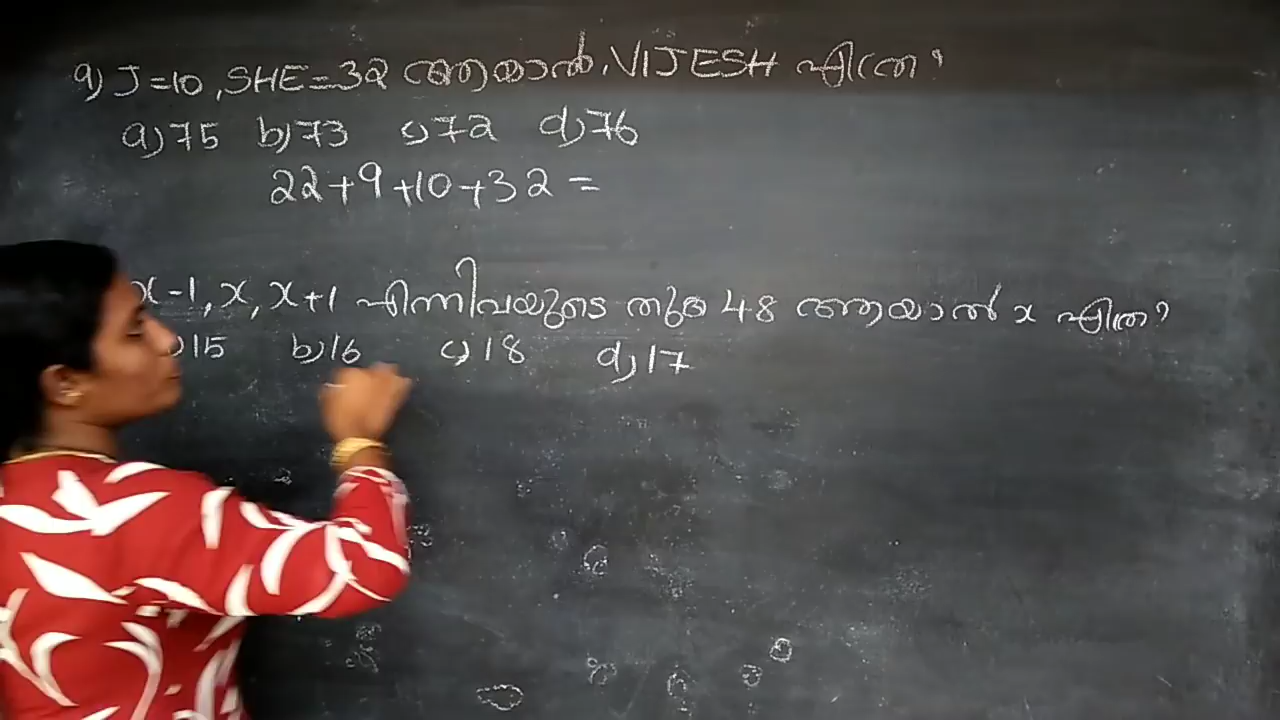 9) J=10, SHE=32 ആയാൽ, VIJESH എത്ര?
a) 75 b) 73 c) 72 d) 76
22+9+10+32=
x-1, x, x+1 എന്നിവയുടെ തുക 48 ആയാൽ x എത്ര?
) 15 b) 16 c) 18 d) 17